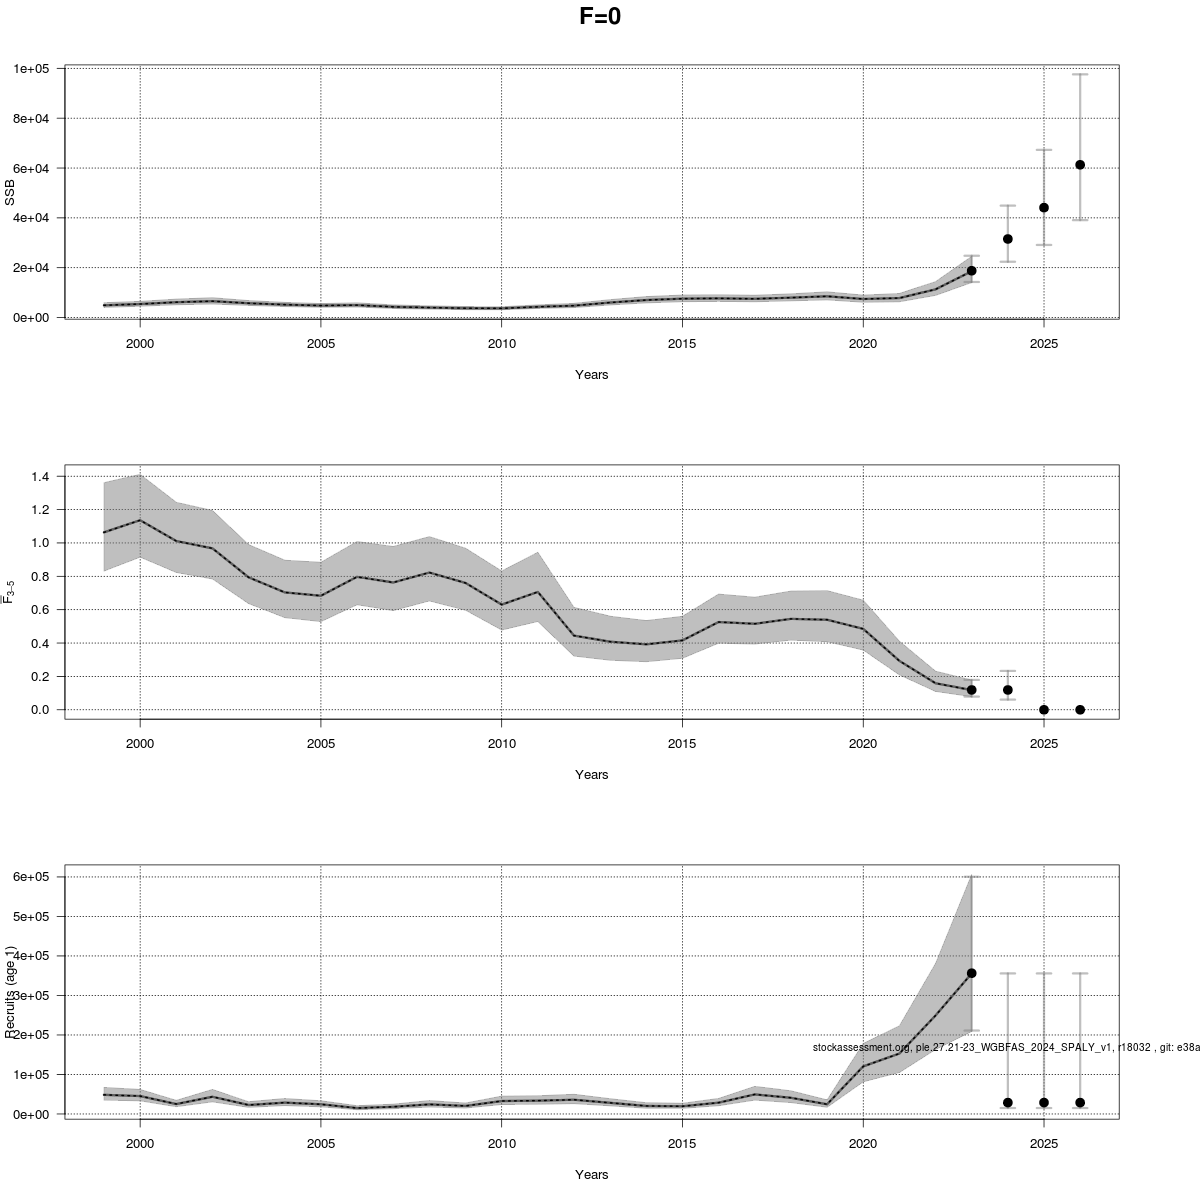 F=0
1e+05
8e+04
6e+04
4e+04
2e+04
0e+00
SSB
2000 2005 2010 2015 2020 2025
Years
1.4
1.2
1.0
0.8
0.6
0.4
0.2
0.0
F̅3−5
2000 2005 2010 2015 2020 2025
Years
6e+05
5e+05
4e+05
3e+05
2e+05
1e+05
0e+00
Recruits (age 1)
stockassessment.org, ple.27.21-23_WGBFAS_2024_SPALY_v1, r18032 , git: e38a
2000 2005 2010 2015 2020 2025
Years